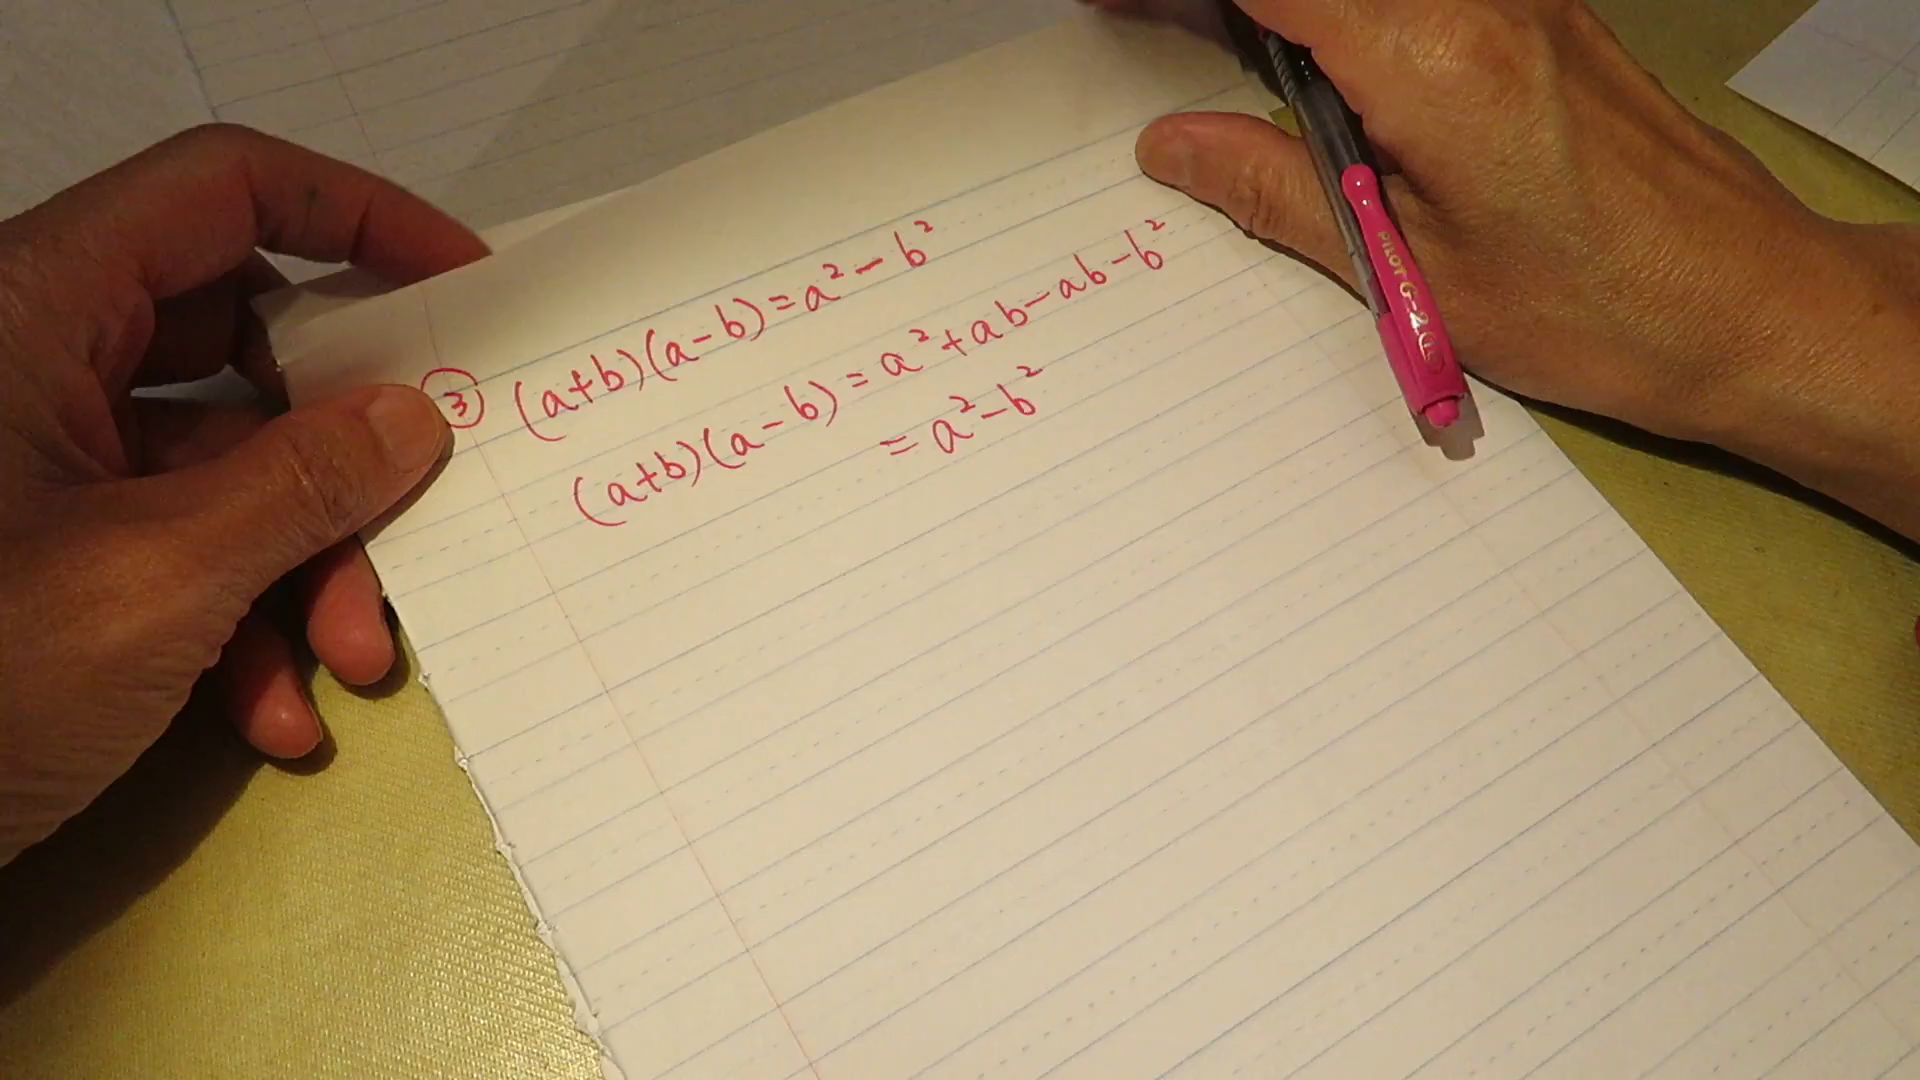 ③ (a+b)(a-b)=a²-b²
(a+b)(a-b)=a²+ab-ab-b²
=a²-b²
PILOT G-2